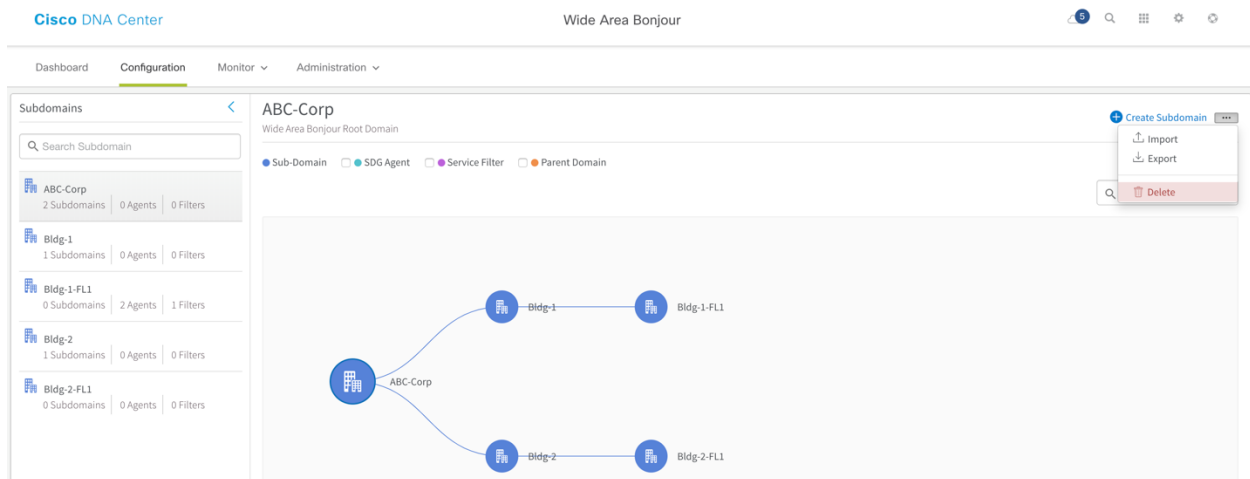 Cisco DNA Center
Wide Area Bonjour
5
Dashboard Configuration Monitor Administration
Subdomains
Search Subdomain
ABC-Corp
2 Subdomains 0 Agents 0 Filters
Bldg-1
1 Subdomains 0 Agents 0 Filters
Bldg-1-FL1
0 Subdomains 2 Agents 1 Filters
Bldg-2
1 Subdomains 0 Agents 0 Filters
Bldg-2-FL1
0 Subdomains 0 Agents 0 Filters
ABC-Corp
Wide Area Bonjour Root Domain
Create Subdomain ...
Import
Export
Delete
Sub-Domain SDG Agent Service Filter Parent Domain
Bldg-1 Bldg-1-FL1
ABC-Corp
Bldg-2 Bldg-2-FL1